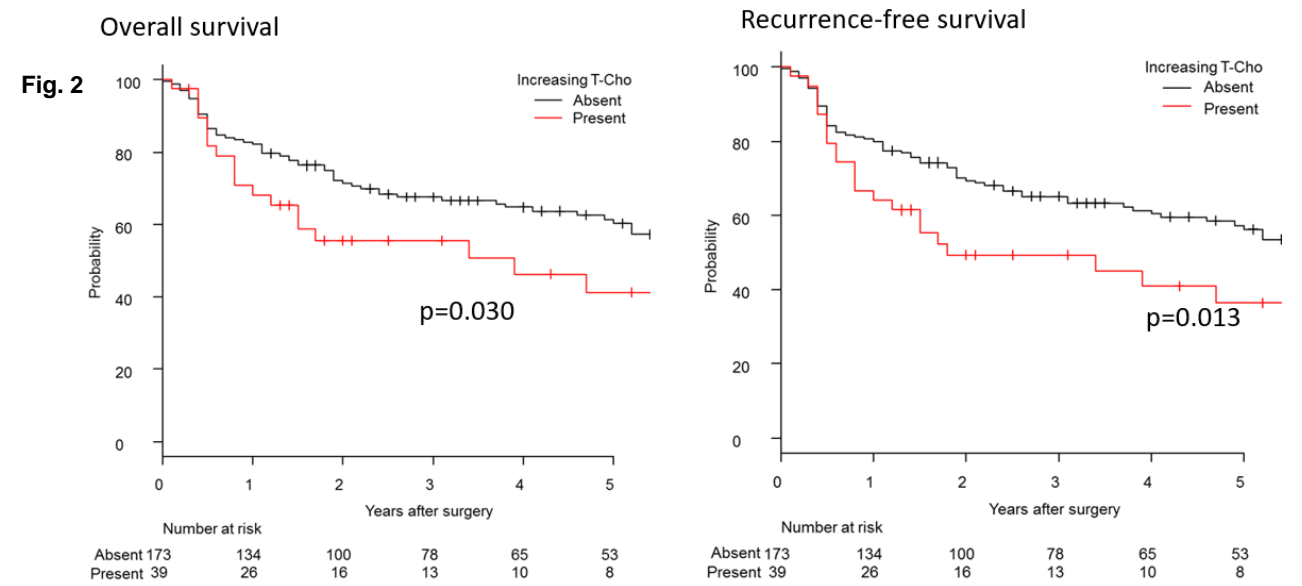 Overall survival
Fig. 2
Increasing T-Cho
Absent
Present
100
80
60
40
20
0
Probability
p=0.030
0 1 2 3 4 5
Years after surgery
Number at risk
Absent 173 134 100 78 65 53
Present 39 26 16 13 10 8
Recurrence-free survival
Increasing T-Cho
Absent
Present
100
80
60
40
20
0
Probability
p=0.013
0 1 2 3 4 5
Years after surgery
Number at risk
Absent 173 134 100 78 65 53
Present 39 26 16 13 10 8